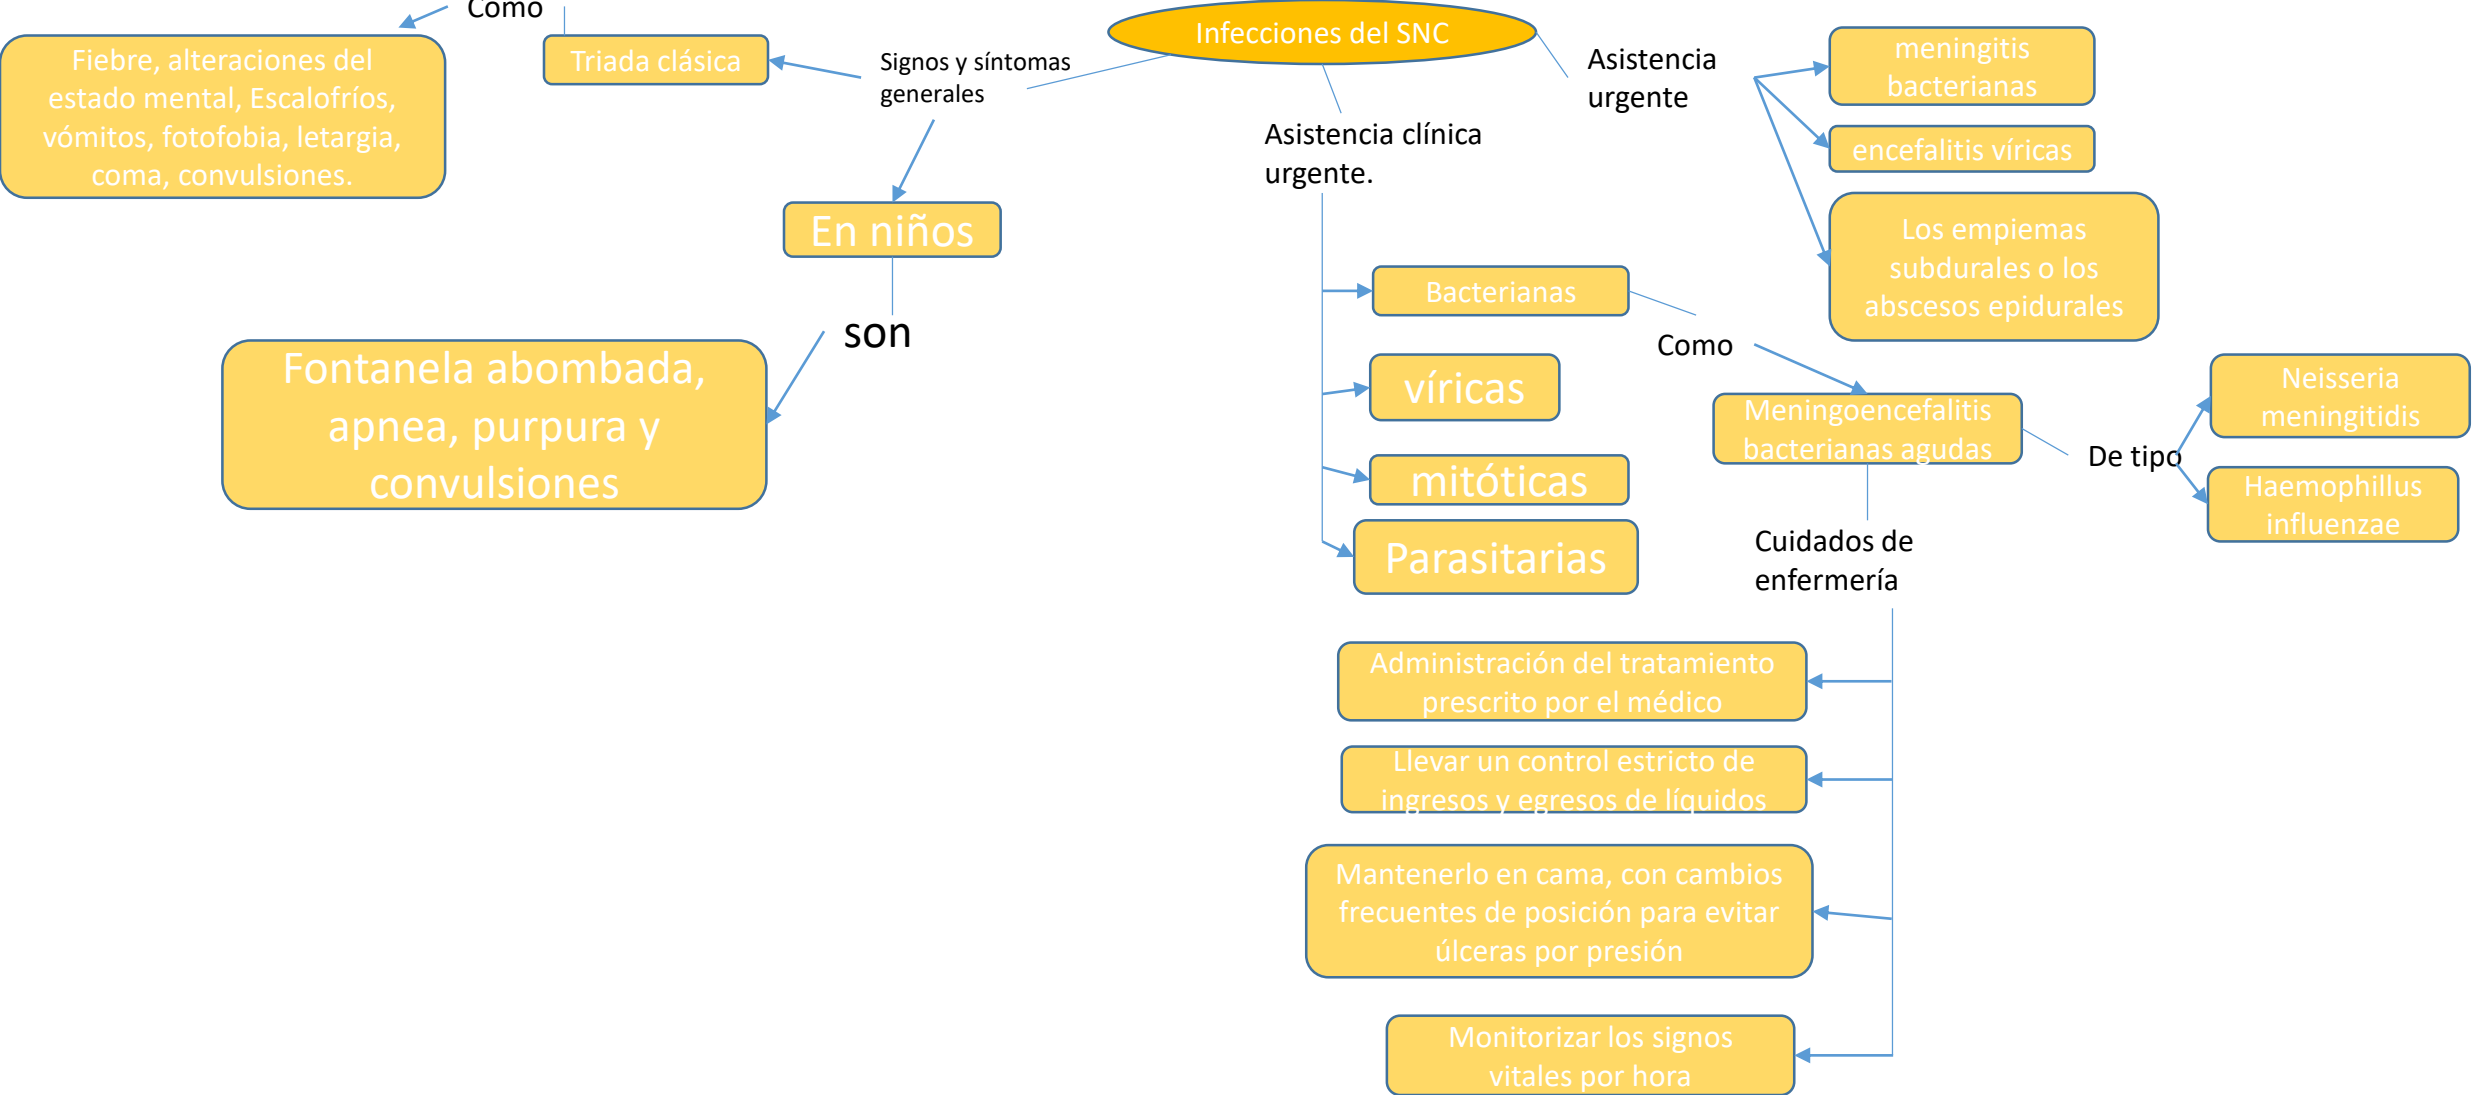 Como
Infecciones del SNC
Triada clásica
Signos y síntomas
generales
Fiebre, alteraciones del
estado mental, Escalofríos,
vómitos, fotofobia, letargia,
coma, convulsiones.
En niños
son
Fontanela abombada,
apnea, purpura y
convulsiones
Asistencia
urgente
meningitis
bacterianas
encefalitis víricas
Los empiemas
subdurales o los
abscesos epidurales
Asistencia clínica
urgente.
Bacterianas
víricas
mitóticas
Parasitarias
Como
Meningoencefalitis
bacterianas agudas
De tipo
Neisseria
meningitidis
Haemophillus
influenzae
Cuidados de
enfermería
Administración del tratamiento
prescrito por el médico
Llevar un control estricto de
ingresos y egresos de líquidos
Mantenerlo en cama, con cambios
frecuentes de posición para evitar
úlceras por presión
Monitorizar los signos
vitales por hora